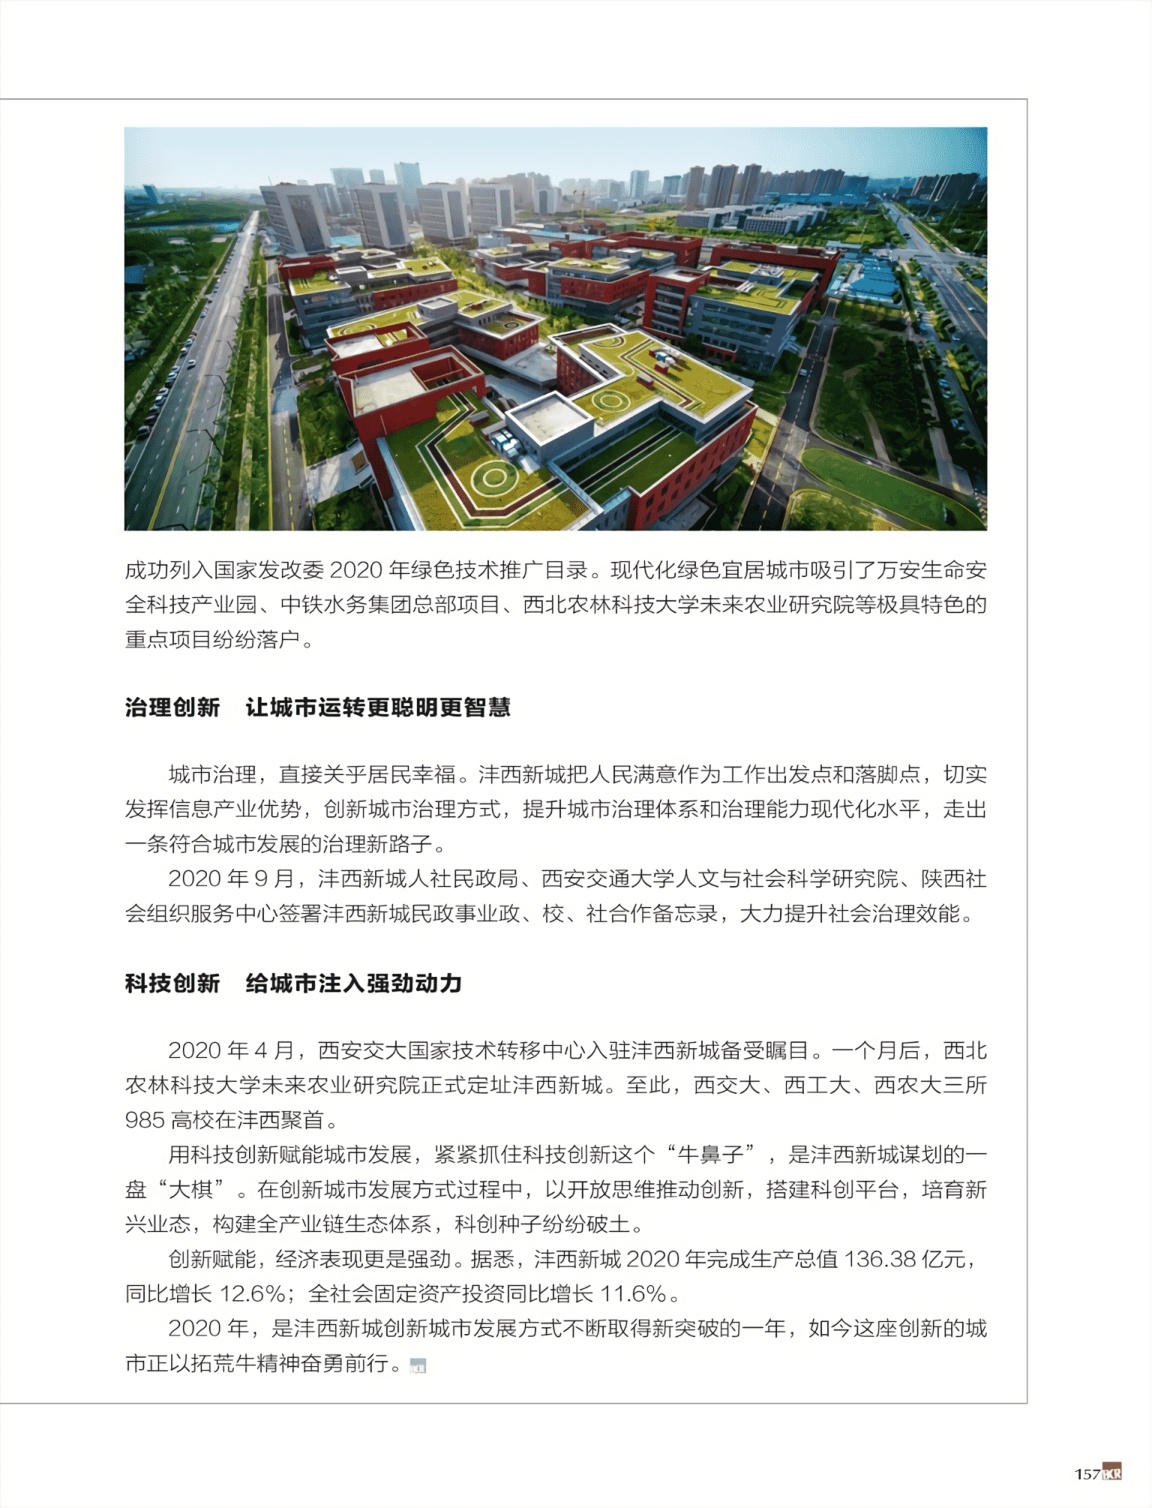 成功列入国家发改委 2020 年绿色技术推广目录。现代化绿色宜居城市吸引了万安生命安
全科技产业园、中铁水务集团总部项目、西北农林科技大学未来农业研究院等极具特色的
重点项目纷纷落户。
治理创新　让城市运转更聪明更智慧
城市治理，直接关乎居民幸福。沣西新城把人民满意作为工作出发点和落脚点，切实
发挥信息产业优势，创新城市治理方式，提升城市治理体系和治理能力现代化水平，走出
一条符合城市发展的治理新路子。
2020 年 9 月，沣西新城人社民政局、西安交通大学人文与社会科学研究院、陕西社
会组织服务中心签署沣西新城民政事业政、校、社合作备忘录，大力提升社会治理效能。
科技创新　给城市注入强劲动力
2020 年 4 月，西安交大国家技术转移中心入驻沣西新城备受瞩目。一个月后，西北
农林科技大学未来农业研究院正式定址沣西新城。至此，西交大、西工大、西农大三所
985 高校在沣西聚首。
用科技创新赋能城市发展，紧紧抓住科技创新这个“牛鼻子”，是沣西新城谋划的一
盘“大棋”。在创新城市发展方式过程中，以开放思维推动创新，搭建科创平台，培育新
兴业态，构建全产业链生态体系，科创种子纷纷破土。
创新赋能，经济表现更是强劲。据悉，沣西新城 2020 年完成生产总值 136.38 亿元，
同比增长 12.6%；全社会固定资产投资同比增长 11.6%。
2020 年，是沣西新城创新城市发展方式不断取得新突破的一年，如今这座创新的城
市正以拓荒牛精神奋勇前行。
157